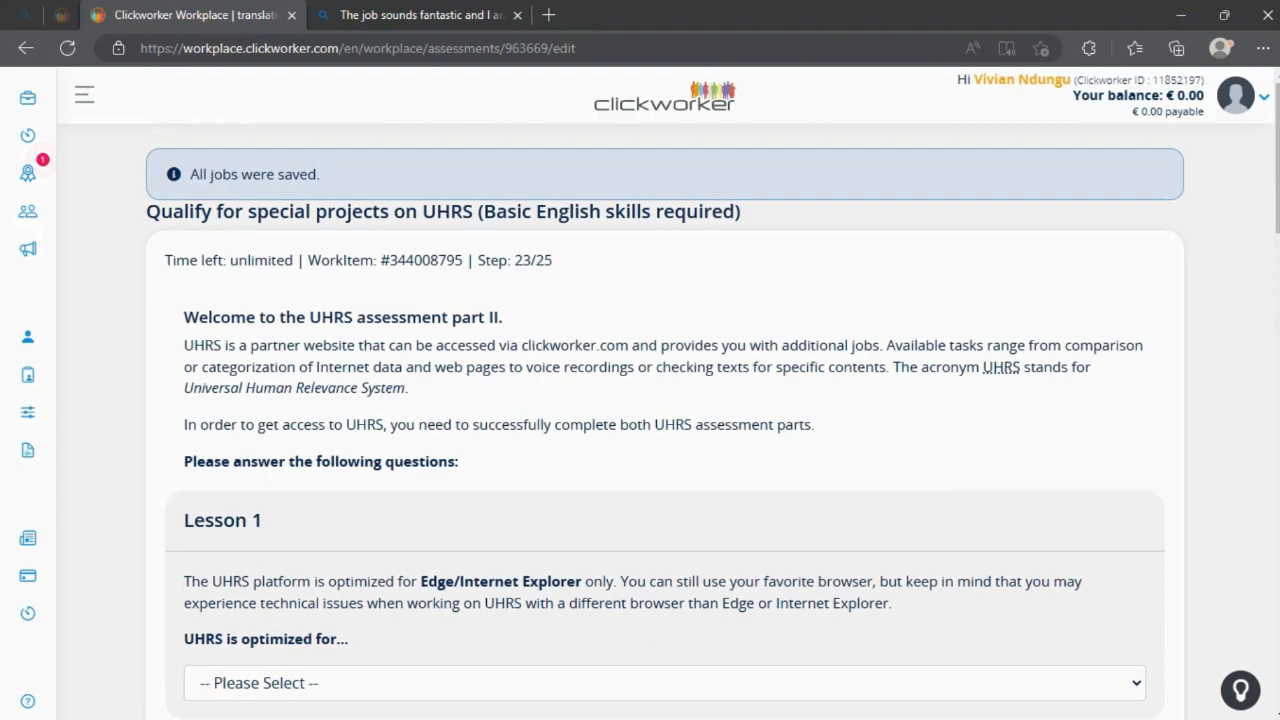 Clickworker Workplace | translat
The job sounds fantastic and I a
https://workplace.clickworker.com/en/workplace/assessments/963669/edit
Hi Vivian Ndungu (Clickworker ID : 11852197)
Your balance: € 0.00
€ 0.00 payable
clickworker
1
All jobs were saved.
Qualify for special projects on UHRS (Basic English skills required)
Time left: unlimited | WorkItem: #344008795 | Step: 23/25
Welcome to the UHRS assessment part II.
UHRS is a partner website that can be accessed via clickworker.com and provides you with additional jobs. Available tasks range from comparison
or categorization of Internet data and web pages to voice recordings or checking texts for specific contents. The acronym UHRS stands for
Universal Human Relevance System.
In order to get access to UHRS, you need to successfully complete both UHRS assessment parts.
Please answer the following questions:
Lesson 1
The UHRS platform is optimized for Edge/Internet Explorer only. You can still use your favorite browser, but keep in mind that you may
experience technical issues when working on UHRS with a different browser than Edge or Internet Explorer.
UHRS is optimized for...
-- Please Select --